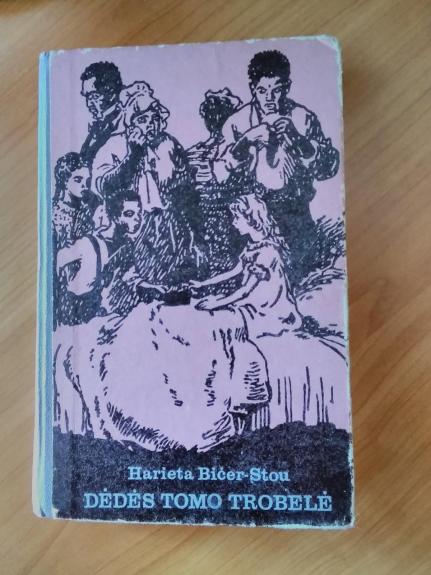 Harieta Bičer-Stou
DĖDĖS TOMO TROBELĖ